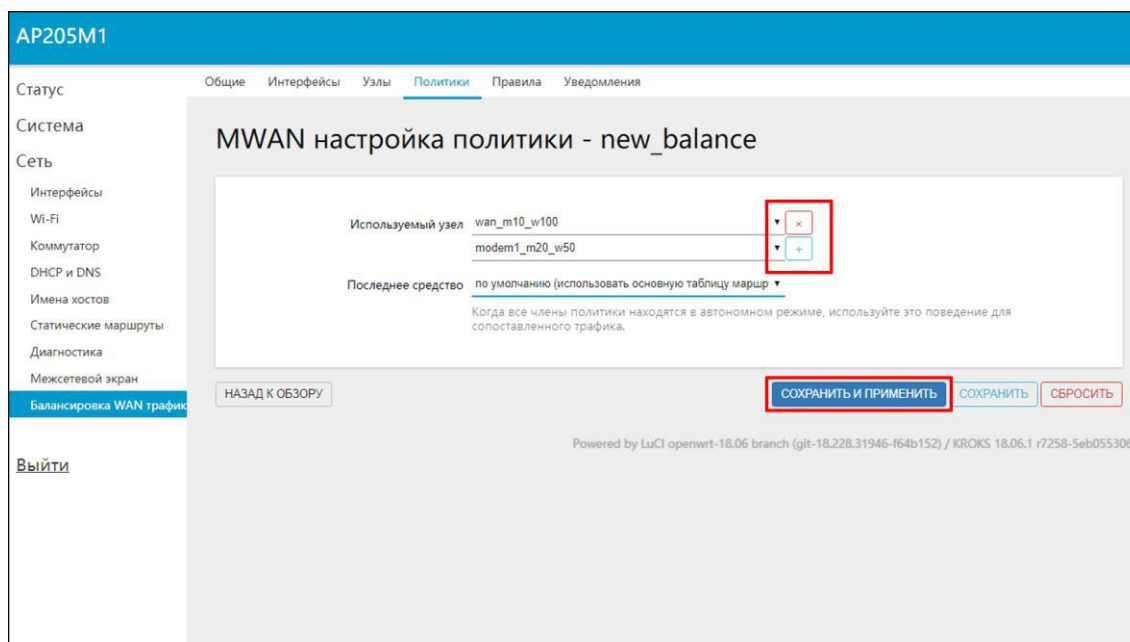 AP205M1
Статус
Система
Сеть
Интерфейсы
Wi-Fi
Коммутатор
DHCP и DNS
Имена хостов
Статические маршруты
Диагностика
Межсетевой экран
Балансировка WAN трафик
Выйти
Общие Интерфейсы Узлы Политики Правила Уведомления
MWAN настройка политики - new_balance
Используемый узел wan_m10_w100 ▼ ×
modem1_m20_w50 ▼ +
Последнее средство по умолчанию (использовать основную таблицу маршр ▼
Когда все члены политики находятся в автономном режиме, используйте это поведение для
сопоставленного трафика.
НАЗАД К ОБЗОРУ СОХРАНИТЬ И ПРИМЕНИТЬ СОХРАНИТЬ СБРОСИТЬ
Powered by LuCI openwrt-18.06 branch (git-18.228.31946-f64b152) / KROKS 18.06.1 r7258-5eb055306